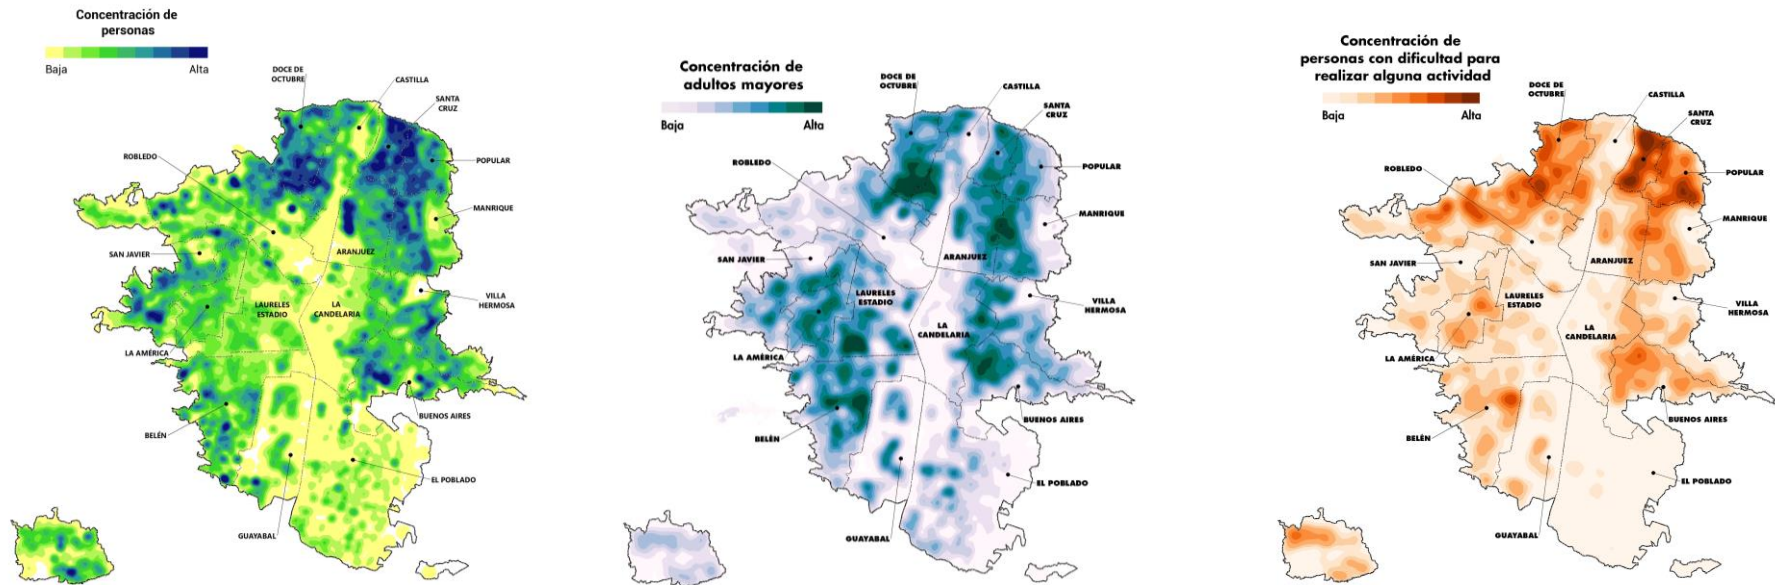 Concentración de
personas
Baja
Alta
DOCE DE
OCTUBRE
CASTILLA
SANTA
CRUZ
ROBLEDO
POPULAR
MANRIQUE
SAN JAVIER
ARANJUEZ
LAURELES
ESTADIO
LA
CANDELARIA
VILLA
HERMOSA
LA AMÉRICA
BUENOS AIRES
BELÉN
EL POBLADO
GUAYABAL
Concentración de
adultos mayores
Baja
Alta
DOCE DE
OCTUBRE
CASTILLA
SANTA
CRUZ
ROBLEDO
POPULAR
MANRIQUE
SAN JAVIER
ARANJUEZ
LAURELES
ESTADIO
VILLA
HERMOSA
LA
CANDELARIA
LA AMÉRICA
BUENOS AIRES
BELÉN
EL POBLADO
GUAYABAL
Concentración de
personas con dificultad para
realizar alguna actividad
Baja
Alta
DOCE DE
OCTUBRE
CASTILLA
SANTA
CRUZ
ROBLEDO
POPULAR
MANRIQUE
SAN JAVIER
ARANJUEZ
LAURELES
ESTADIO
VILLA
HERMOSA
LA
CANDELARIA
LA AMÉRICA
BUENOS AIRES
BELÉN
EL POBLADO
GUAYABAL